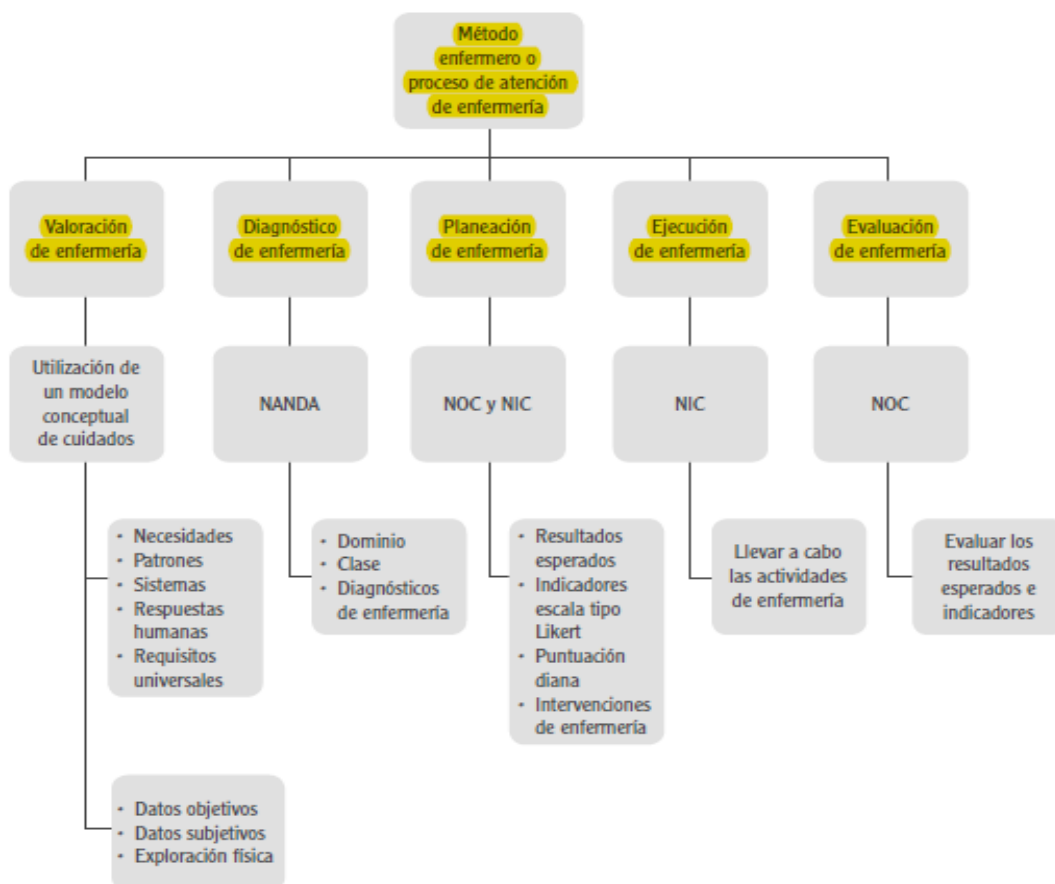 Método
enfermero o
proceso de atención
de enfermería
Valoración
de enfermería
Diagnóstico
de enfermería
Planeación
de enfermería
Ejecución
de enfermería
Evaluación
de enfermería
Utilización de
un modelo
conceptual
de cuidados
NANDA
NOC y NIC
NIC
NOC
• Necesidades
• Patrones
• Sistemas
• Respuestas
humanas
• Requisitos
universales
• Dominio
• Clase
• Diagnósticos
de enfermería
• Resultados
esperados
• Indicadores
escala tipo
Likert
• Puntuación
diana
• Intervenciones
de enfermería
Llevar a cabo
las actividades
de enfermería
Evaluar los
resultados
esperados e
indicadores
• Datos objetivos
• Datos subjetivos
• Exploración física